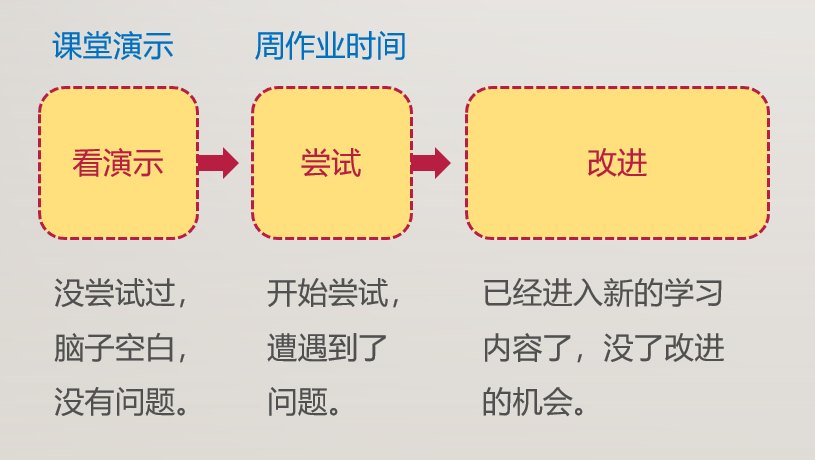 课堂演示
周作业时间
看演示
尝试
改进
没尝试过，
脑子空白，
没有问题。
开始尝试，
遭遇到了
问题。
已经进入新的学习
内容了，没了改进
的机会。